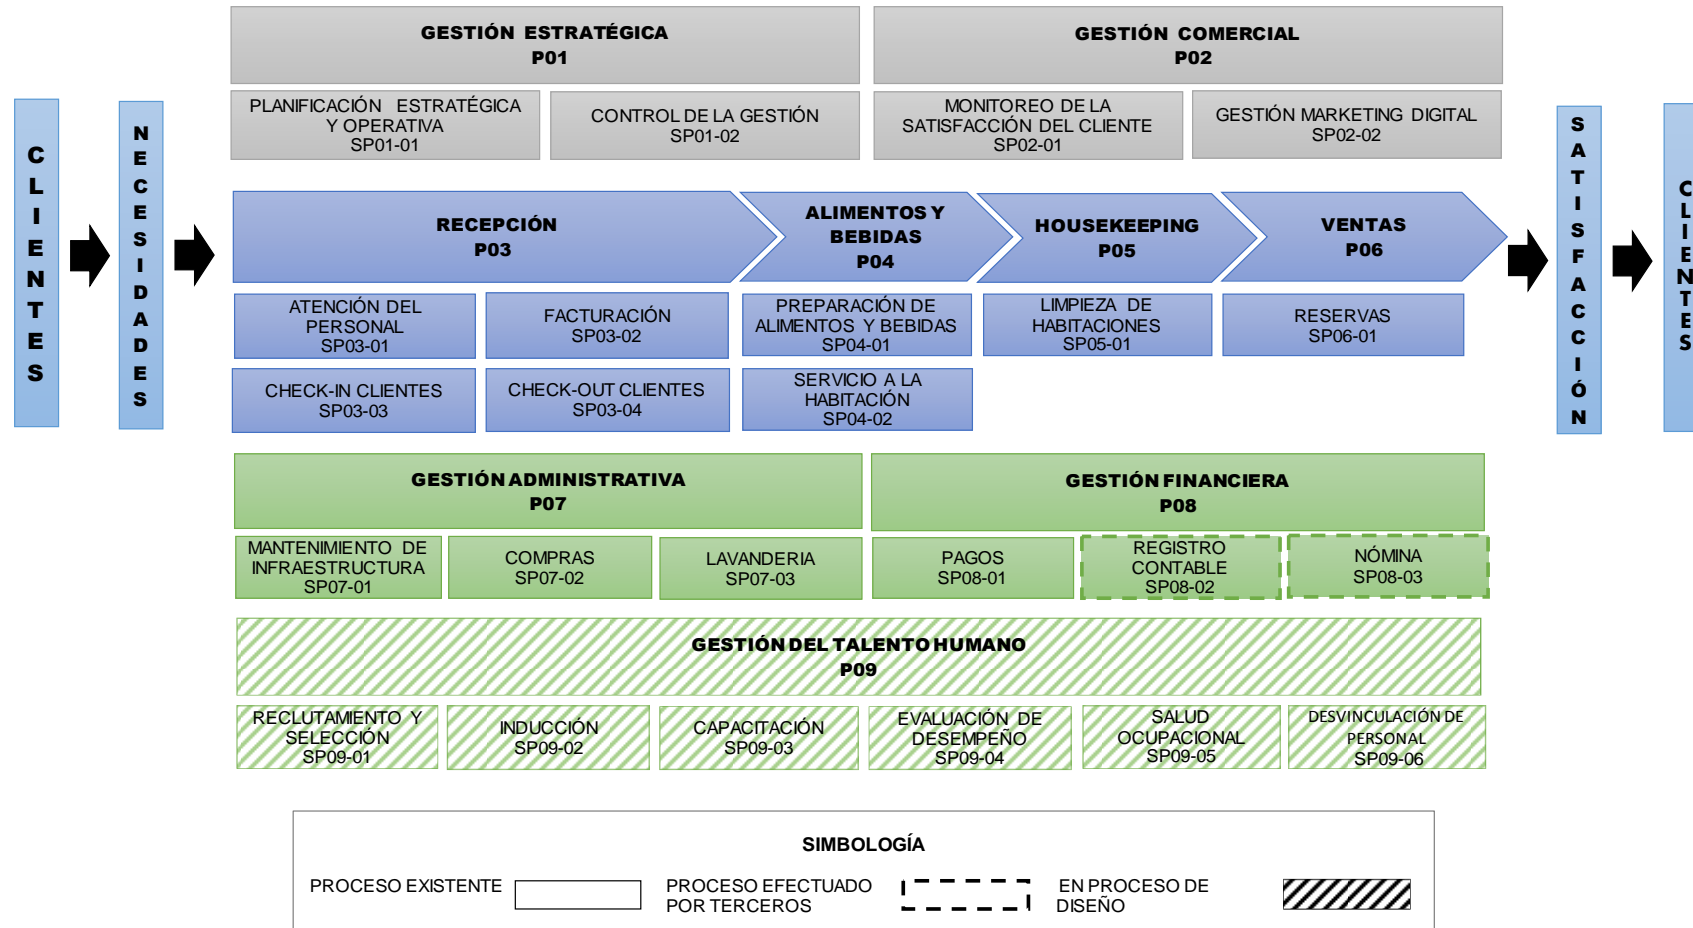 GESTIÓN ESTRATÉGICA
P01
GESTIÓN COMERCIAL
P02
PLANIFICACIÓN ESTRATÉGICA
Y OPERATIVA
SP01-01
CONTROL DE LA GESTIÓN
SP01-02
MONITOREO DE LA
SATISFACCIÓN DEL CLIENTE
SP02-01
GESTIÓN MARKETING DIGITAL
SP02-02
CLIENTES
NECESIDADES
RECEPCIÓN
P03
ALIMENTOS Y
BEBIDAS
P04
HOUSEKEEPING
P05
VENTAS
P06
SATISFACCIÓN
CLIENTES
ATENCIÓN DEL
PERSONAL
SP03-01
FACTURACIÓN
SP03-02
PREPARACIÓN DE
ALIMENTOS Y BEBIDAS
SP04-01
LIMPIEZA DE
HABITACIONES
SP05-01
RESERVAS
SP06-01
CHECK-IN CLIENTES
SP03-03
CHECK-OUT CLIENTES
SP03-04
SERVICIO A LA
HABITACIÓN
SP04-02
GESTIÓN ADMINISTRATIVA
P07
GESTIÓN FINANCIERA
P08
MANTENIMIENTO DE
INFRAESTRUCTURA
SP07-01
COMPRAS
SP07-02
LAVANDERIA
SP07-03
PAGOS
SP08-01
REGISTRO
CONTABLE
SP08-02
NÓMINA
SP08-03
GESTIÓN DEL TALENTO HUMANO
P09
RECLUTAMIENTO Y
SELECCIÓN
SP09-01
INDUCCIÓN
SP09-02
CAPACITACIÓN
SP09-03
EVALUACIÓN DE
DESEMPEÑO
SP09-04
SALUD
OCUPACIONAL
SP09-05
DESVINCULACIÓN DE
PERSONAL
SP09-06
SIMBOLOGÍA
PROCESO EXISTENTE
PROCESO EFECTUADO
POR TERCEROS
EN PROCESO DE
DISEÑO